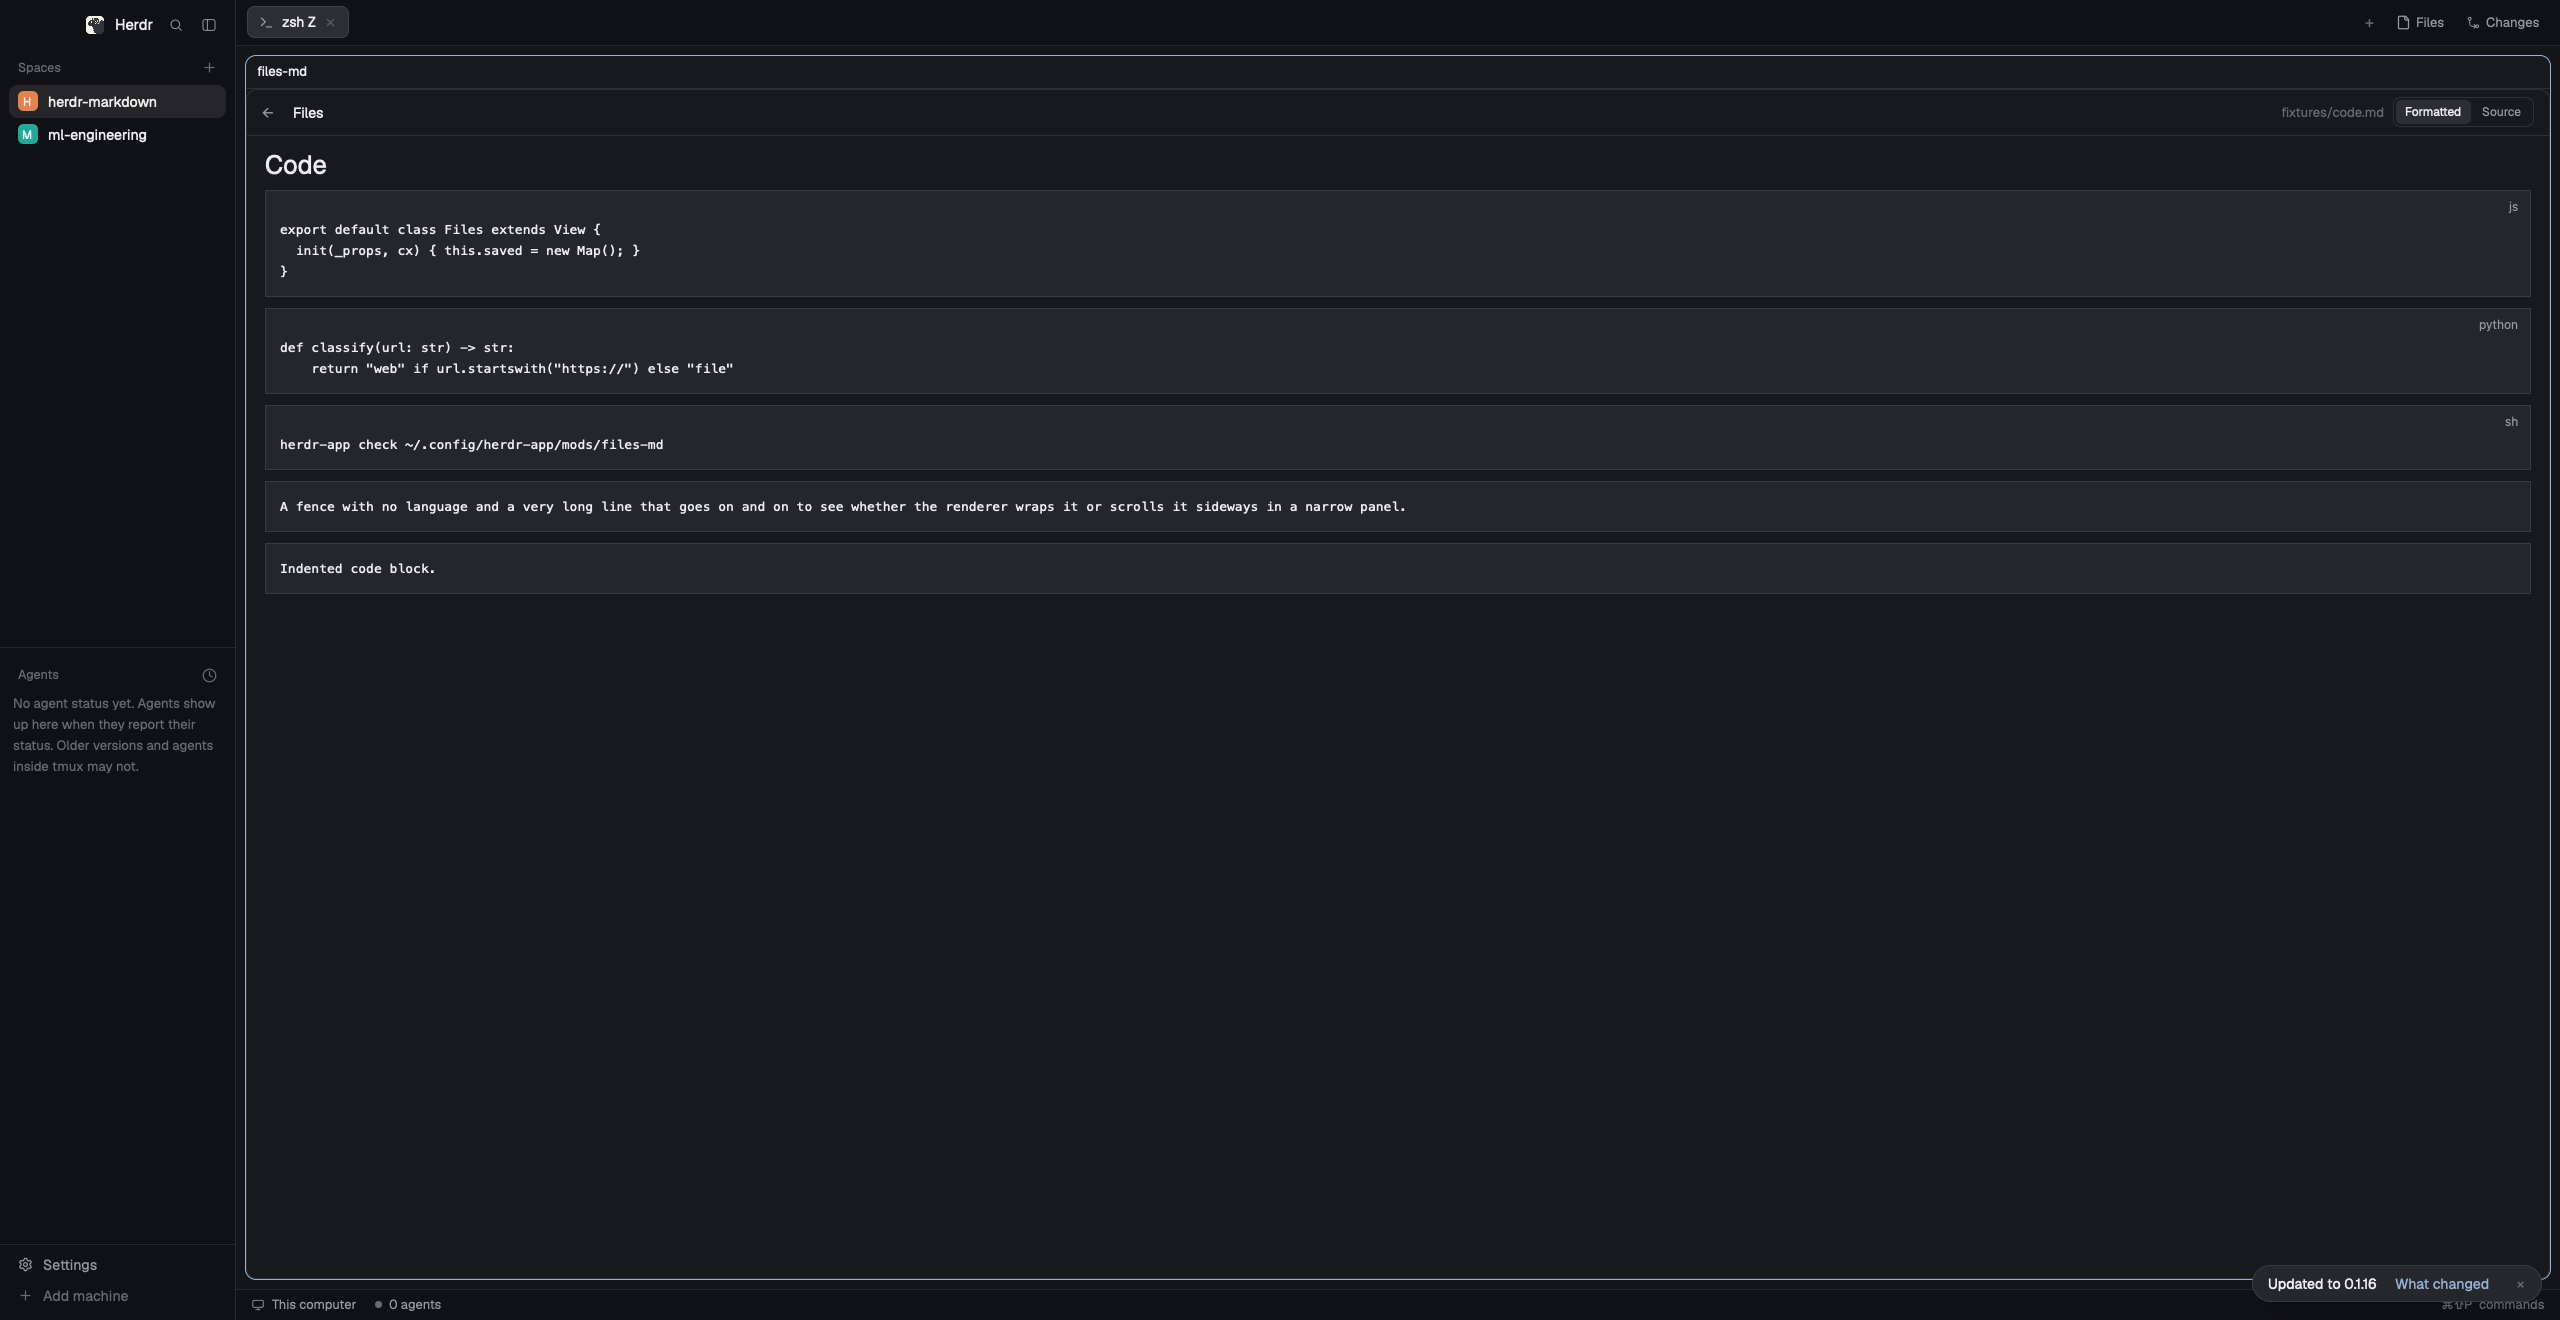 Herdr
Spaces
H herdr-markdown
M ml-engineering
Agents
No agent status yet. Agents show
up here when they report their
status. Older versions and agents
inside tmux may not.
Settings
Add machine
zsh Z
Files
Changes
files-md
Files
fixtures/code.md
Formatted
Source
Code
js
export default class Files extends View {
  init(_props, cx) { this.saved = new Map(); }
}
python
def classify(url: str) -> str:
    return "web" if url.startswith("https://") else "file"
sh
herdr-app check ~/.config/herdr-app/mods/files-md
A fence with no language and a very long line that goes on and on to see whether the renderer wraps it or scrolls it sideways in a narrow panel.
Indented code block.
Updated to 0.1.16 What changed
This computer
0 agents
⌘⇧P commands